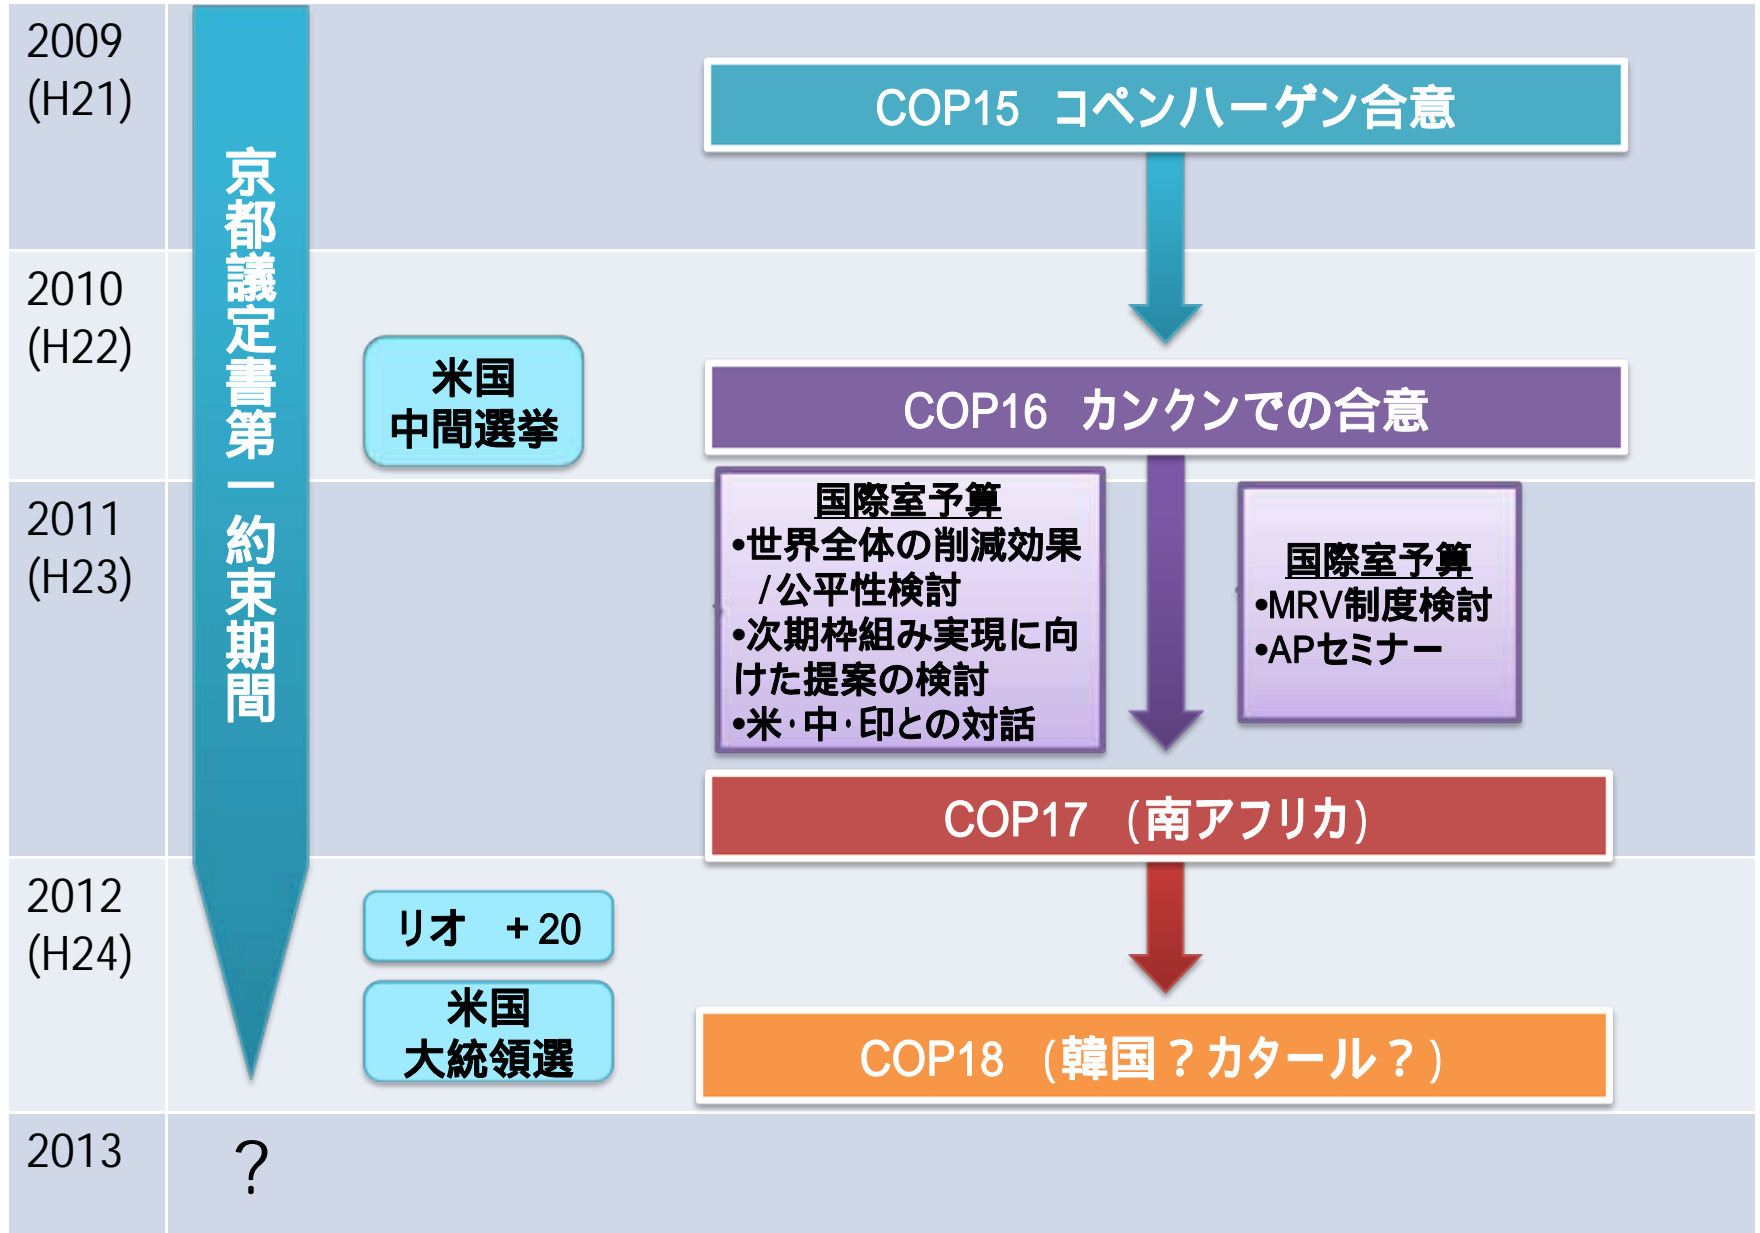 2009
(H21)
京都議定書第一約束期間
COP15 コペンハーゲン合意
2010
(H22)
米国
中間選挙
COP16 カンクンでの合意
2011
(H23)
国際室予算
•世界全体の削減効果
/公平性検討
•次期枠組み実現に向
けた提案の検討
•米・中・印との対話
国際室予算
•MRV制度検討
•APセミナー
COP17 (南アフリカ)
2012
(H24)
リオ +20
米国
大統領選
COP18 (韓国?カタール?)
2013
?